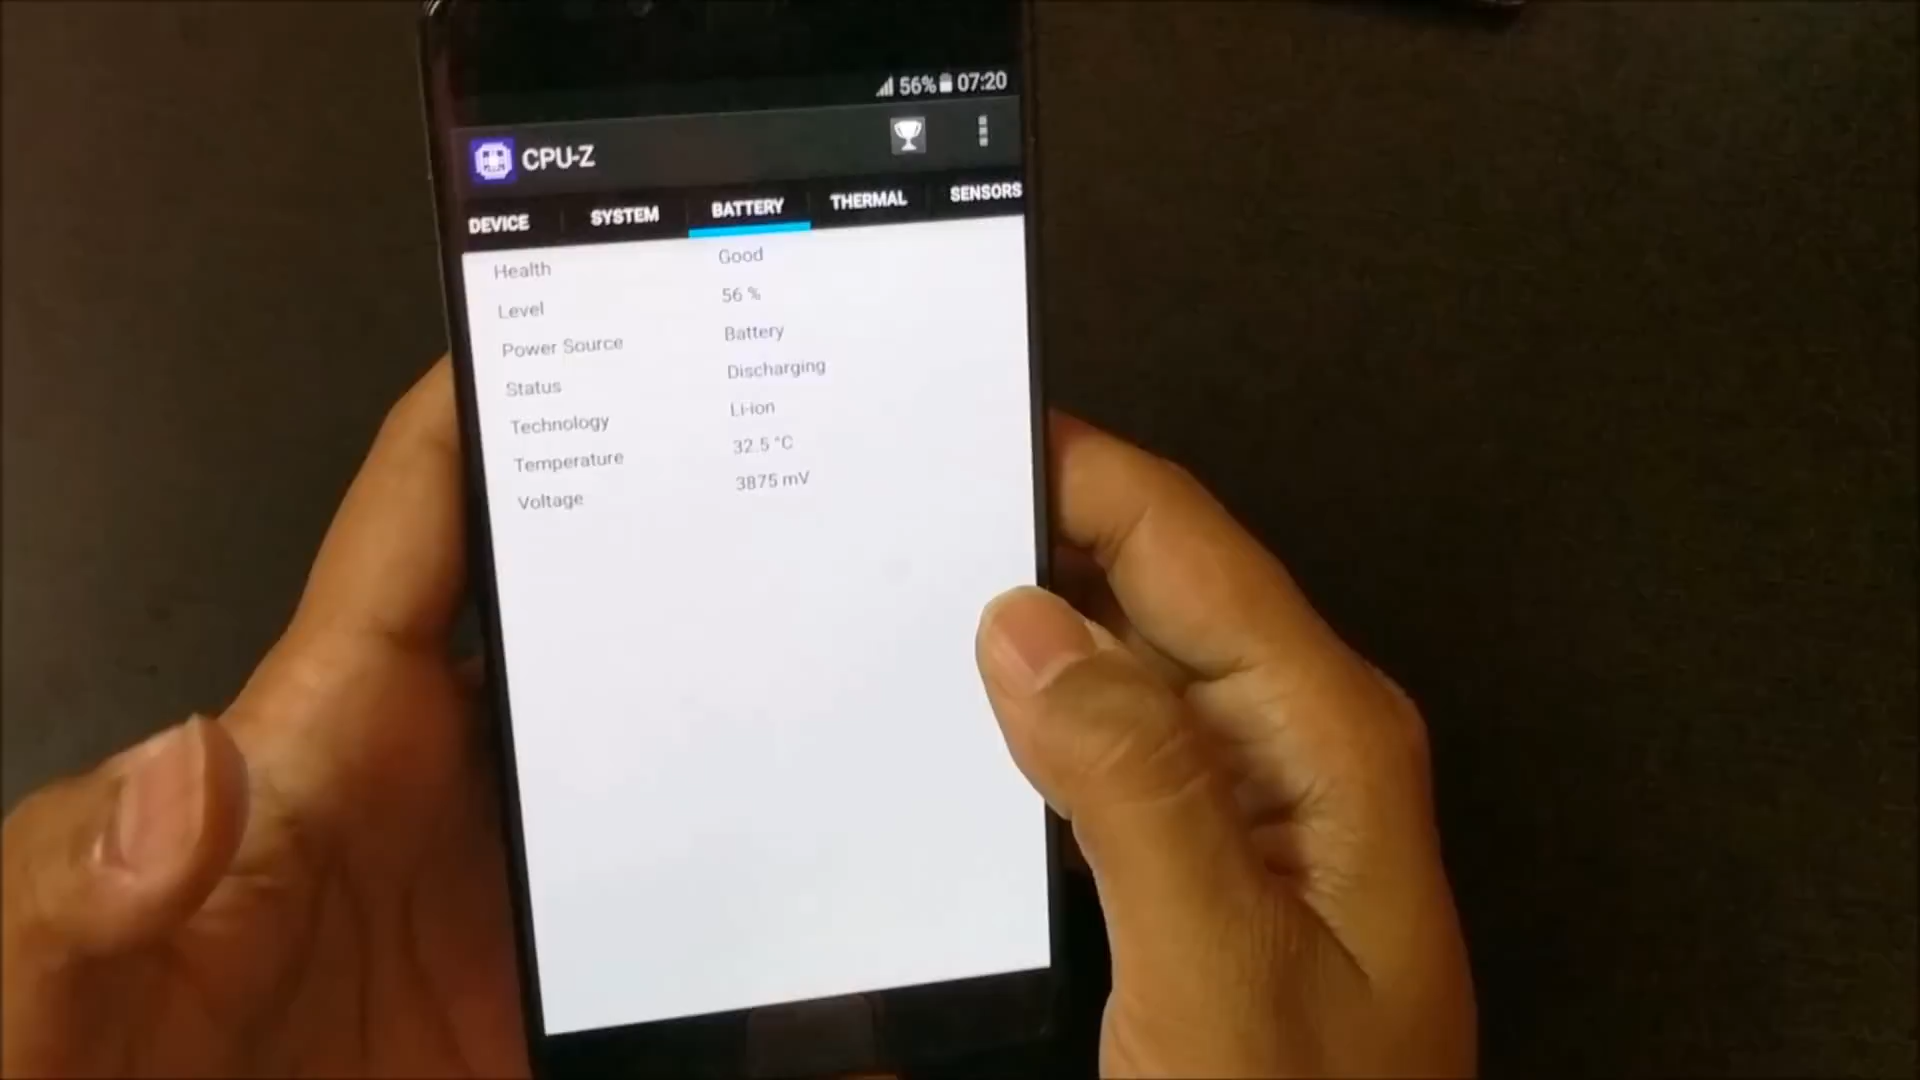 56% 07:20
CPU-Z
DEVICE SYSTEM BATTERY THERMAL SENSORS
Health Good
Level 56 %
Power Source Battery
Status Discharging
Technology Li-ion
Temperature 32.5 °C
Voltage 3875 mV